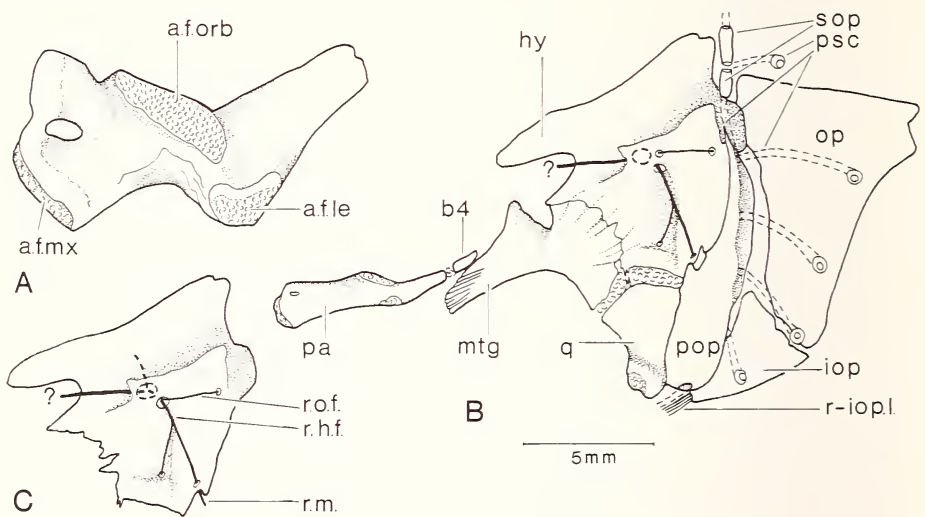 a.f.orb
a.f.le
a.f.mx
A
hy
sop
psc
op
?
b4
pa
mtg
q
pop
iop
r-iop.l.
B
5mm
?
r.o.f.
r.h.f.
r.m.
C